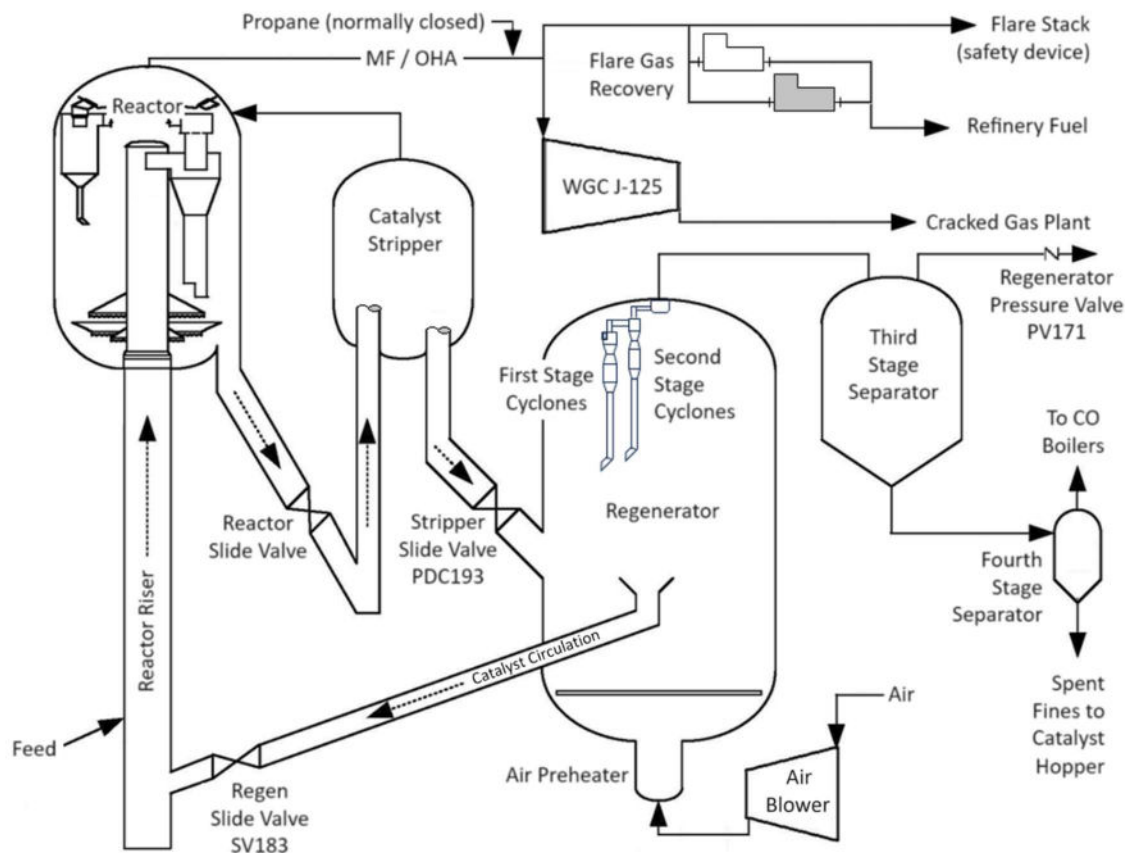 Propane (normally closed)
MF / OHA
Flare Gas
Recovery
Flare Stack
(safety device)
Refinery Fuel
Reactor
WGC J-125
Cracked Gas Plant
Catalyst
Stripper
Regenerator
Pressure Valve
PV171
Third
Stage
Separator
First Stage
Cyclones
Second
Stage
Cyclones
To CO
Boilers
Reactor
Slide Valve
Stripper
Slide Valve
PDC193
Regenerator
Fourth
Stage
Separator
Reactor Riser
Catalyst Circulation
Spent
Fines to
Catalyst
Hopper
Feed
Air
Air Preheater
Air
Blower
Regen
Slide Valve
SV183